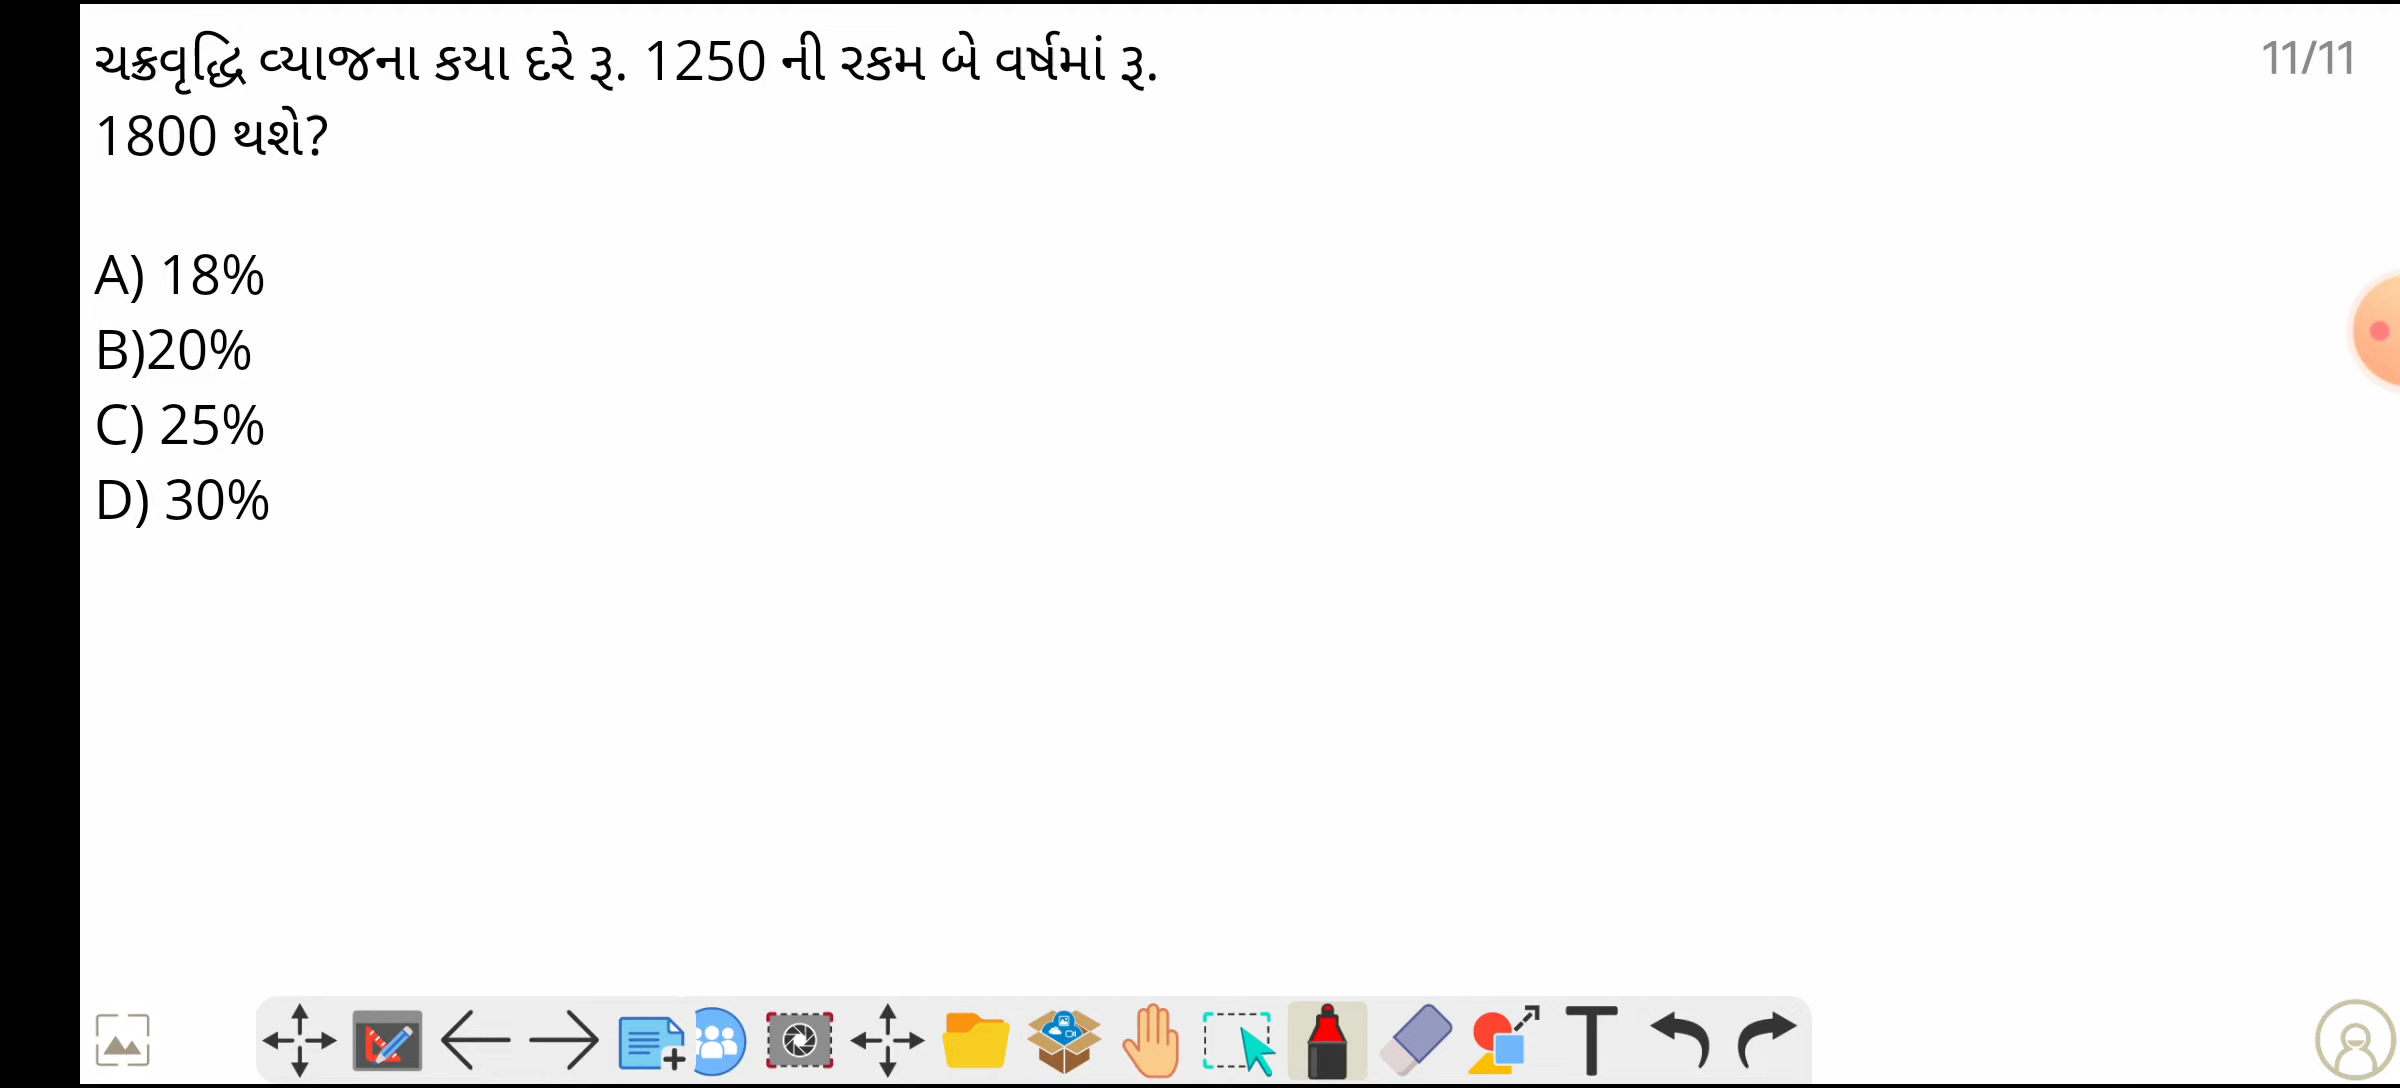 ચક્રવૃદ્ધિ વ્યાજના કયા દરે રૂ. 1250 ની રકમ બે વર્ષમાં રૂ.
1800 થશે?
11/11
A) 18%
B)20%
C) 25%
D) 30%